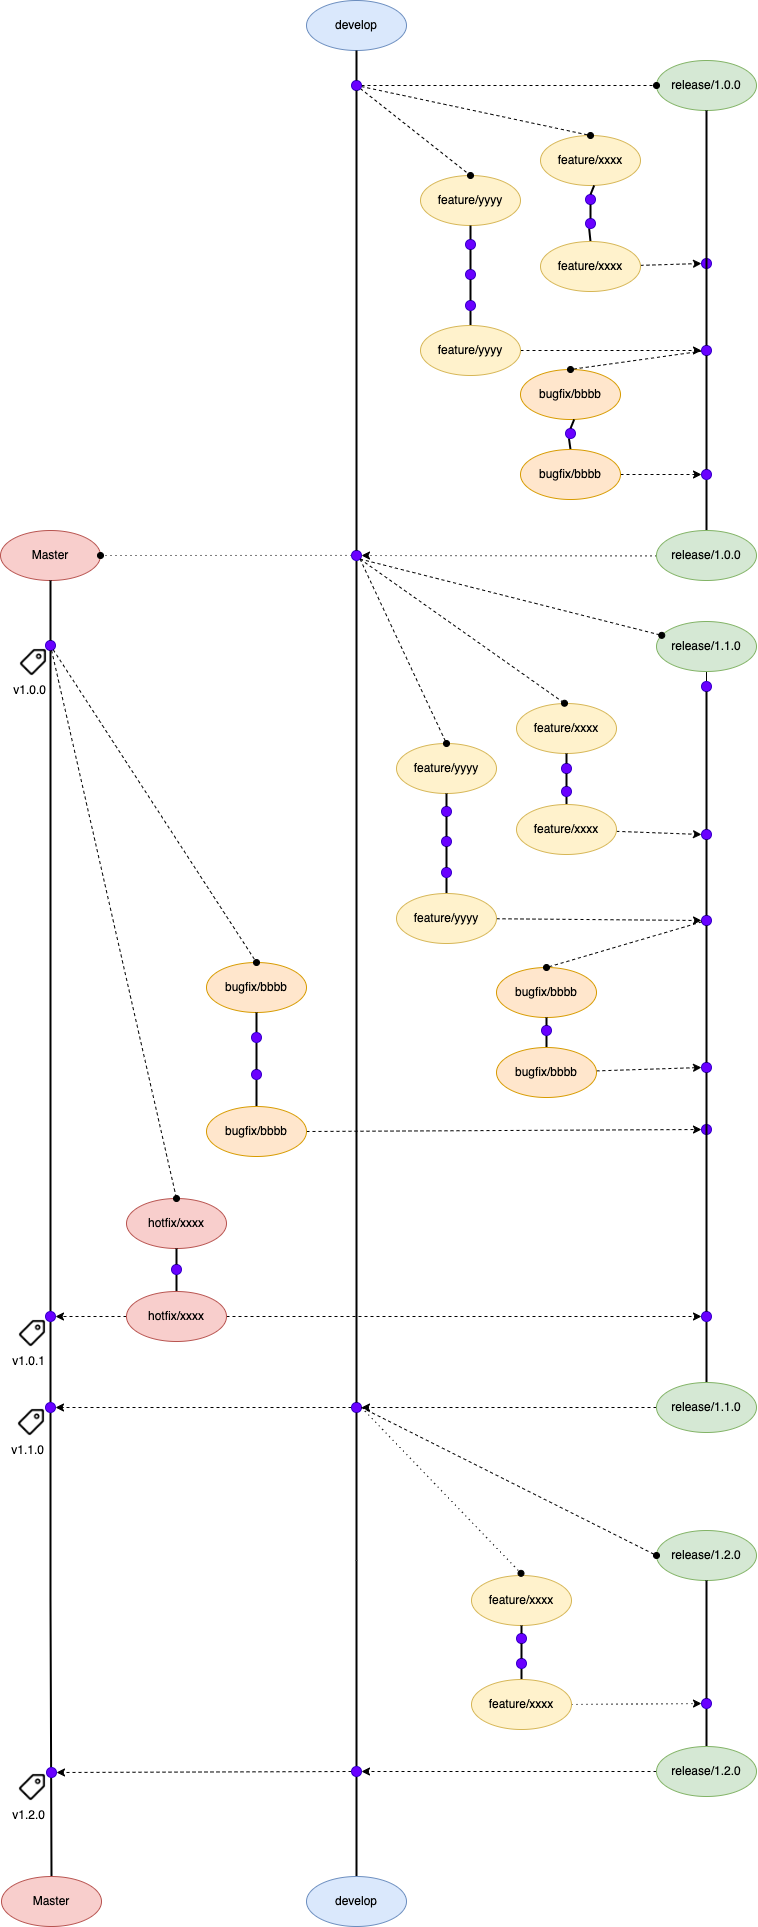 develop
release/1.0.0
feature/xxxx
feature/yyyy
feature/xxxx
feature/yyyy
bugfix/bbbb
bugfix/bbbb
Master
release/1.0.0
release/1.1.0
v1.0.0
feature/xxxx
feature/yyyy
feature/xxxx
feature/yyyy
bugfix/bbbb
bugfix/bbbb
bugfix/bbbb
bugfix/bbbb
hotfix/xxxx
hotfix/xxxx
v1.0.1
release/1.1.0
v1.1.0
release/1.2.0
feature/xxxx
feature/xxxx
release/1.2.0
v1.2.0
Master
develop